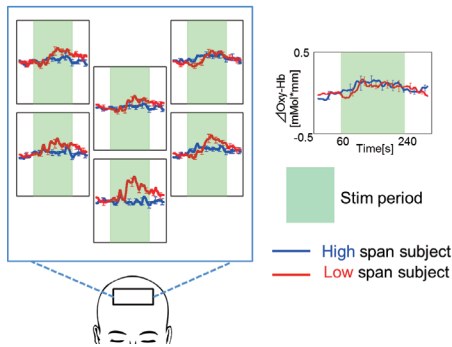 0.5
⊿Oxy-Hb
[mMol*mm]
-0.5
60
240
Time[s]
Stim period
High span subject
Low span subject